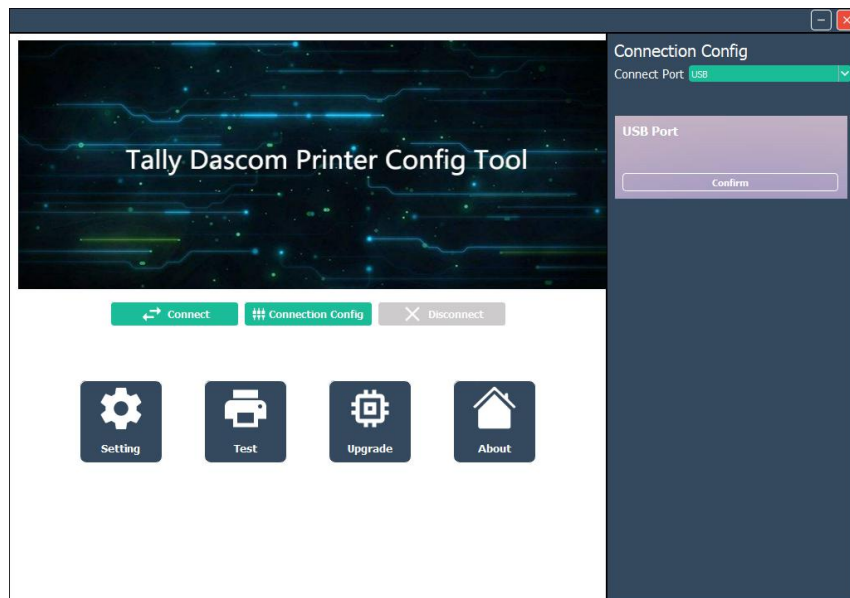 Connection Config
Connect Port USB
Tally Dascom Printer Config Tool
USB Port
Confirm
Connect
Connection Config
Disconnect
Setting
Test
Upgrade
About